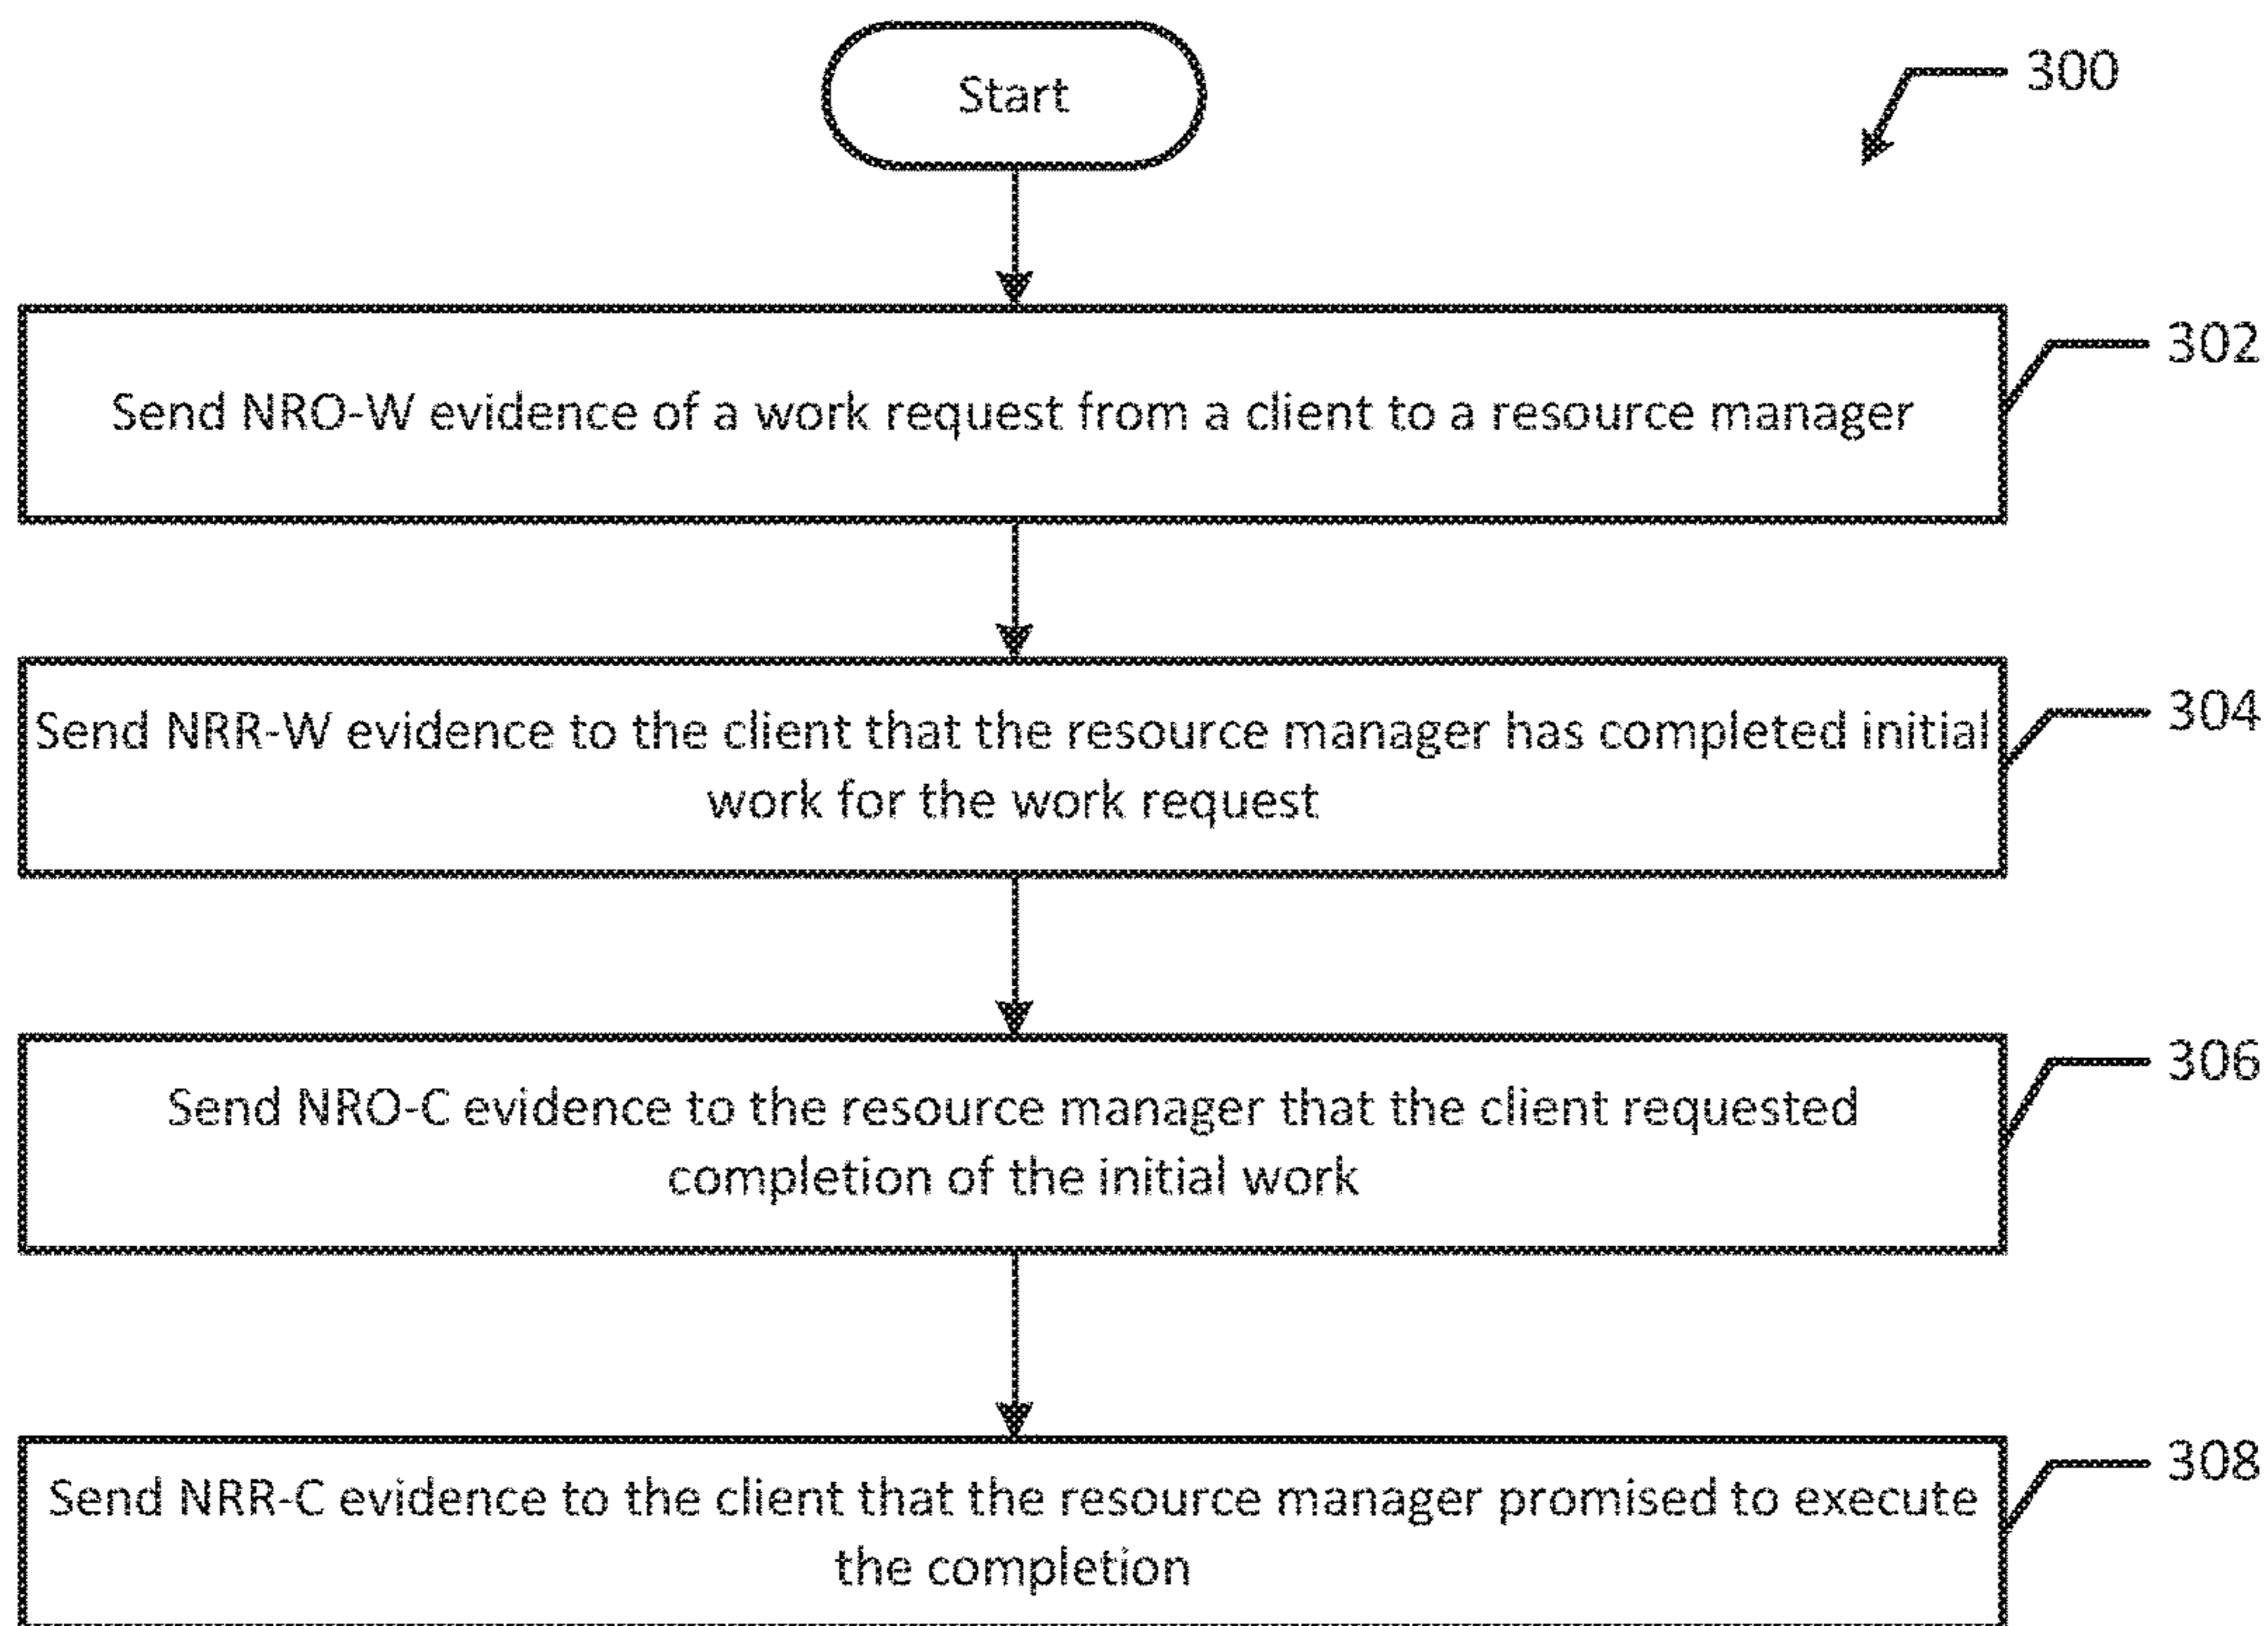 Start
300
Send NRO-W evidence of a work request from a client to a resource manager
302
Send NRR-W evidence to the client that the resource manager has completed initial
work for the work request
304
Send NRO-C evidence to the resource manager that the client requested
completion of the initial work
306
Send NRR-C evidence to the client that the resource manager promised to execute
the completion
308